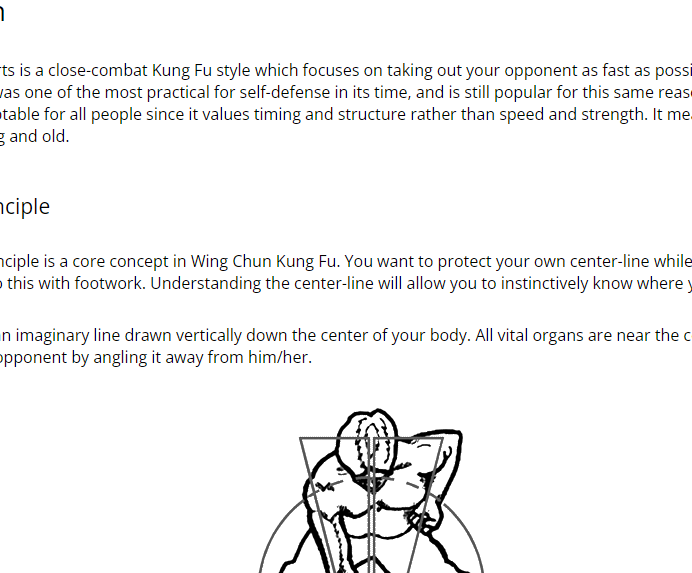 n
ts is a close-combat Kung Fu style which focuses on taking out your opponent as fast as possi
was one of the most practical for self-defense in its time, and is still popular for this same reas
table for all people since it values timing and structure rather than speed and strength. It me
g and old.
nciple
nciple is a core concept in Wing Chun Kung Fu. You want to protect your own center-line while
this with footwork. Understanding the center-line will allow you to instinctively know where y
n imaginary line drawn vertically down the center of your body. All vital organs are near the c
opponent by angling it away from him/her.